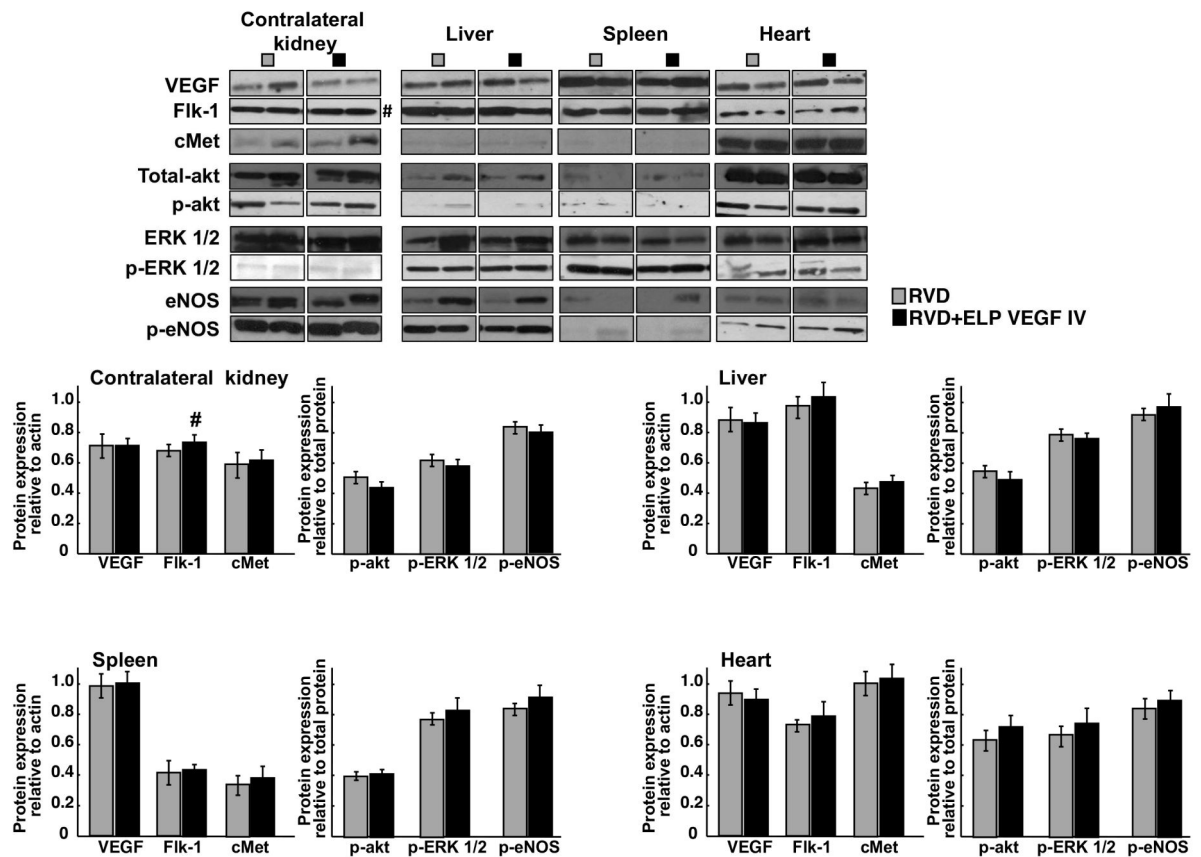 Contralateral
kidney
Liver
Spleen
Heart
VEGF
Flk-1
#
cMet
Total-akt
p-akt
ERK 1/2
p-ERK 1/2
eNOS
p-eNOS
RVD
RVD+ELP VEGF IV
Contralateral kidney
Protein expression
relative to actin
1.0
0.8
0.6
0.4
0.2
0
#
VEGF Flk-1 cMet
Protein expression
relative to total protein
p-akt p-ERK 1/2 p-eNOS
Liver
Protein expression
relative to actin
1.0
0.8
0.6
0.4
0.2
0
VEGF Flk-1 cMet
Protein expression
relative to total protein
p-akt p-ERK 1/2 p-eNOS
Spleen
Protein expression
relative to actin
1.0
0.8
0.6
0.4
0.2
0
VEGF Flk-1 cMet
Protein expression
relative to total protein
p-akt p-ERK 1/2 p-eNOS
Heart
Protein expression
relative to actin
1.0
0.8
0.6
0.4
0.2
0
VEGF Flk-1 cMet
Protein expression
relative to total protein
p-akt p-ERK 1/2 p-eNOS